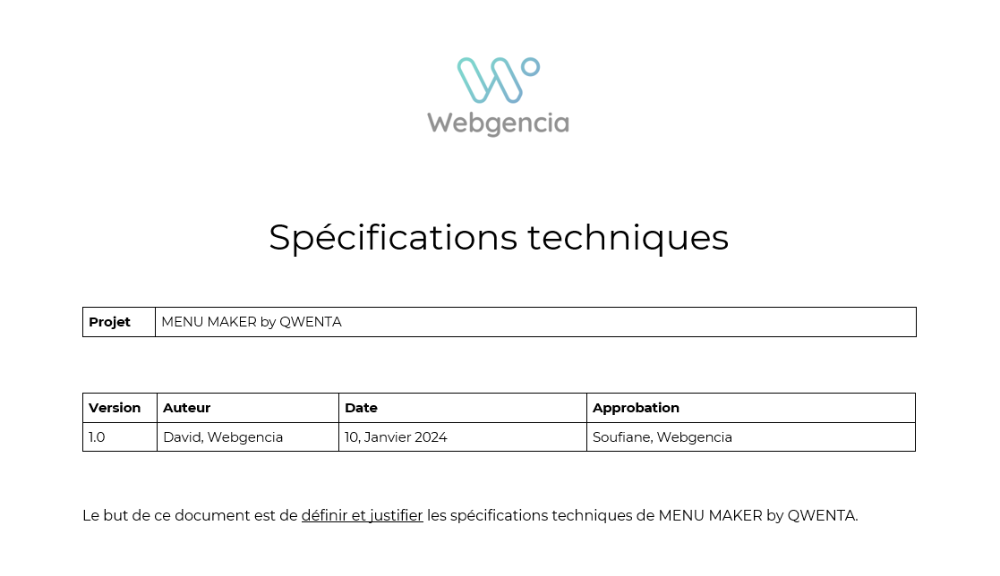 Webgencia
Spécifications techniques
Projet MENU MAKER by QWENTA
Version Auteur Date Approbation
1.0 David, Webgencia 10, Janvier 2024 Soufiane, Webgencia
Le but de ce document est de définir et justifier les spécifications techniques de MENU MAKER by QWENTA.